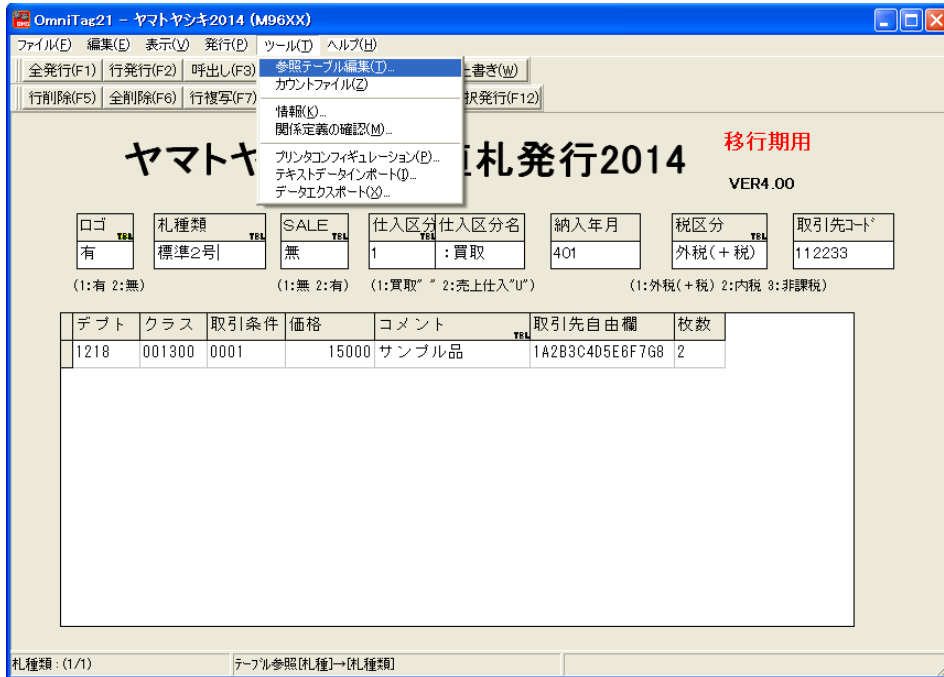 OmniTag21 - ヤマトヤシキ2014 (M96XX)
ファイル(F) 編集(E) 表示(V) 発行(P) ツール(T) ヘルプ(H)
全発行(F1) 行発行(F2) 呼出し(F3) 上書き(W)
行削除(F5) 全削除(F6) 行複写(F7) 択発行(F12)
参照テーブル編集(T)...
カウントファイル(Z)
情報(K)...
関係定義の確認(M)...
プリンタコンフィギュレーション(P)...
テキストデータインポート(I)...
データエクスポート(X)...
移行期用
ヤマトヤ 札発行2014
VER4.00
ロゴ TBL 札種類 TBL SALE TBL 仕入区分 TBL 仕入区分名 納入年月 税区分 TBL 取引先コード
有 標準2号 無 1 :買取 401 外税(+税) 112233
(1:有 2:無) (1:無 2:有) (1:買取" " 2:売上仕入"U") (1:外税(+税) 2:内税 3:非課税)
デプト クラス 取引条件 価格 コメント TBL 取引先自由欄 枚数
1218 001300 0001 15000 サンプル品 1A2B3C4D5E6F7G8 2
札種類:(1/1) テーブル参照[札種]→[札種類]